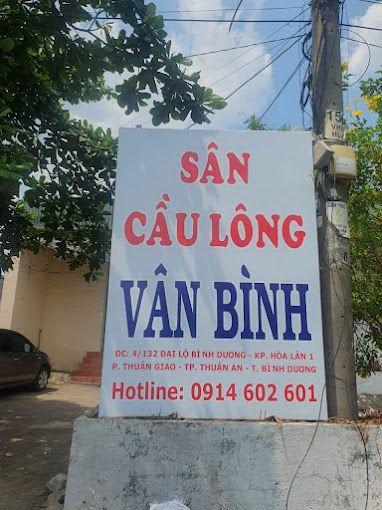 SÂN
CẦU LÔNG
VÂN BÌNH
ĐC: 4/132 ĐẠI LỘ BÌNH DƯƠNG - KP. HÒA LÂN 1
P. THUẬN GIAO - TP. THUẬN AN - T. BÌNH DƯƠNG
Hotline: 0914 602 601